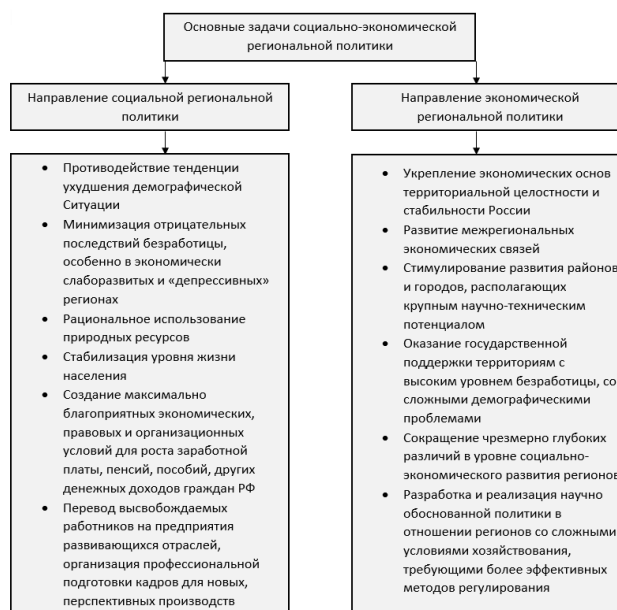 Основные задачи социально-экономической
региональной политики
Направление социальной региональной
политики
Направление экономической
региональной политики
• Противодействие тенденции
ухудшения демографической
Ситуации
• Минимизация отрицательных
последствий безработицы,
особенно в экономически
слаборазвитых и «депрессивных»
регионах
• Рациональное использование
природных ресурсов
• Стабилизация уровня жизни
населения
• Создание максимально
благоприятных экономических,
правовых и организационных
условий для роста заработной
платы, пенсий, пособий, других
денежных доходов граждан РФ
• Перевод высвобождаемых
работников на предприятия
развивающихся отраслей,
организация профессиональной
подготовки кадров для новых,
перспективных производств
• Укрепление экономических основ
территориальной целостности и
стабильности России
• Развитие межрегиональных
экономических связей
• Стимулирование развития районов
и городов, располагающих
крупным научно-техническим
потенциалом
• Оказание государственной
поддержки территориям с
высоким уровнем безработицы, со
сложными демографическими
проблемами
• Сокращение чрезмерно глубоких
различий в уровне социально-
экономического развития регионов
• Разработка и реализация научно
обоснованной политики в
отношении регионов со сложными
условиями хозяйствования,
требующими более эффективных
методов регулирования